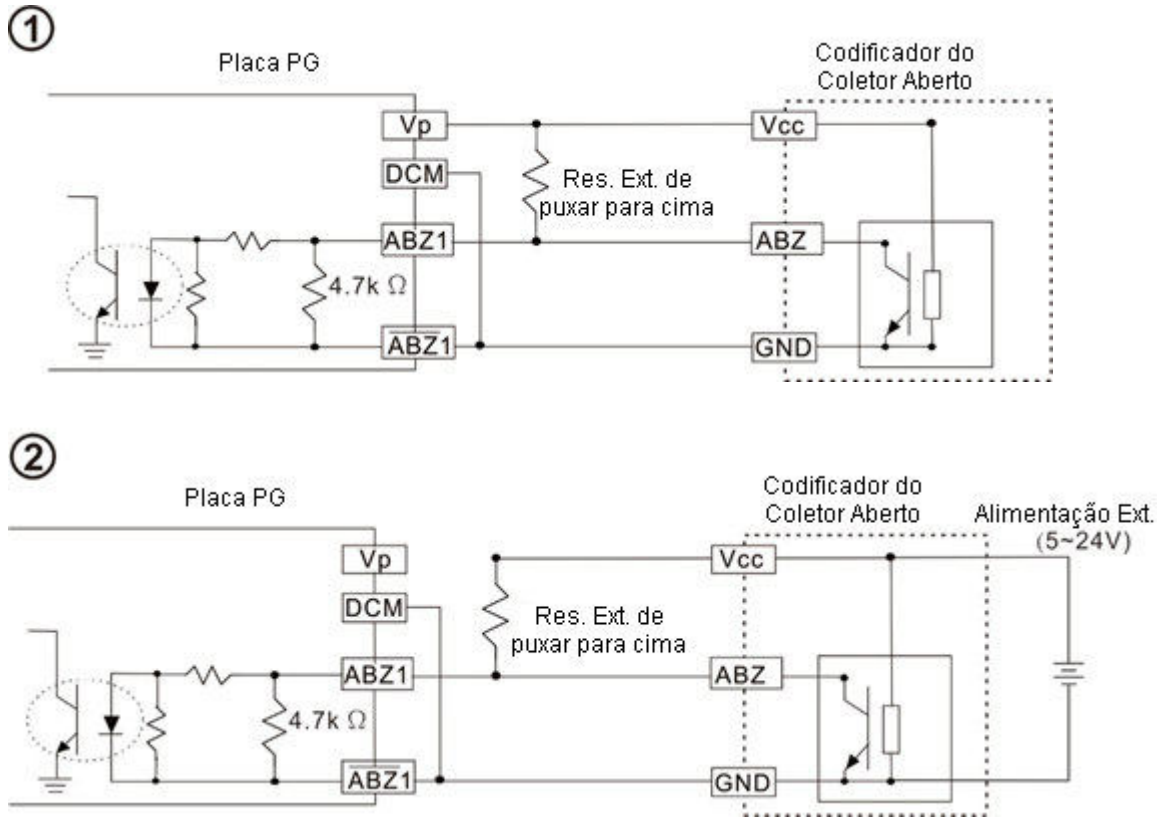 ①
Placa PG
Codificador do
Coletor Aberto
Vp
Vcc
DCM
Res. Ext. de
puxar para cima
ABZ1
ABZ
4.7k Ω
A̅B̅Z̅1
GND
②
Placa PG
Codificador do
Coletor Aberto
Alimentação Ext.
(5~24V)
Vp
Vcc
DCM
Res. Ext. de
puxar para cima
ABZ1
ABZ
4.7k Ω
A̅B̅Z̅1
GND